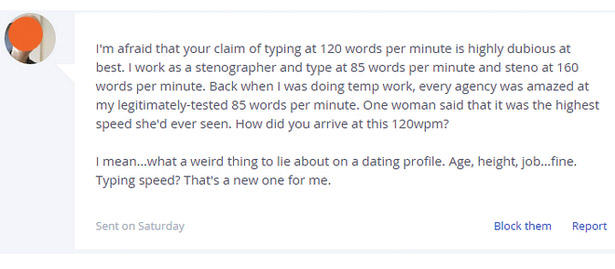 I'm afraid that your claim of typing at 120 words per minute is highly dubious at
best. I work as a stenographer and type at 85 words per minute and steno at 160
words per minute. Back when I was doing temp work, every agency was amazed at
my legitimately-tested 85 words per minute. One woman said that it was the highest
speed she'd ever seen. How did you arrive at this 120wpm?
I mean...what a weird thing to lie about on a dating profile. Age, height, job...fine.
Typing speed? That's a new one for me.
Sent on Saturday Block them Report